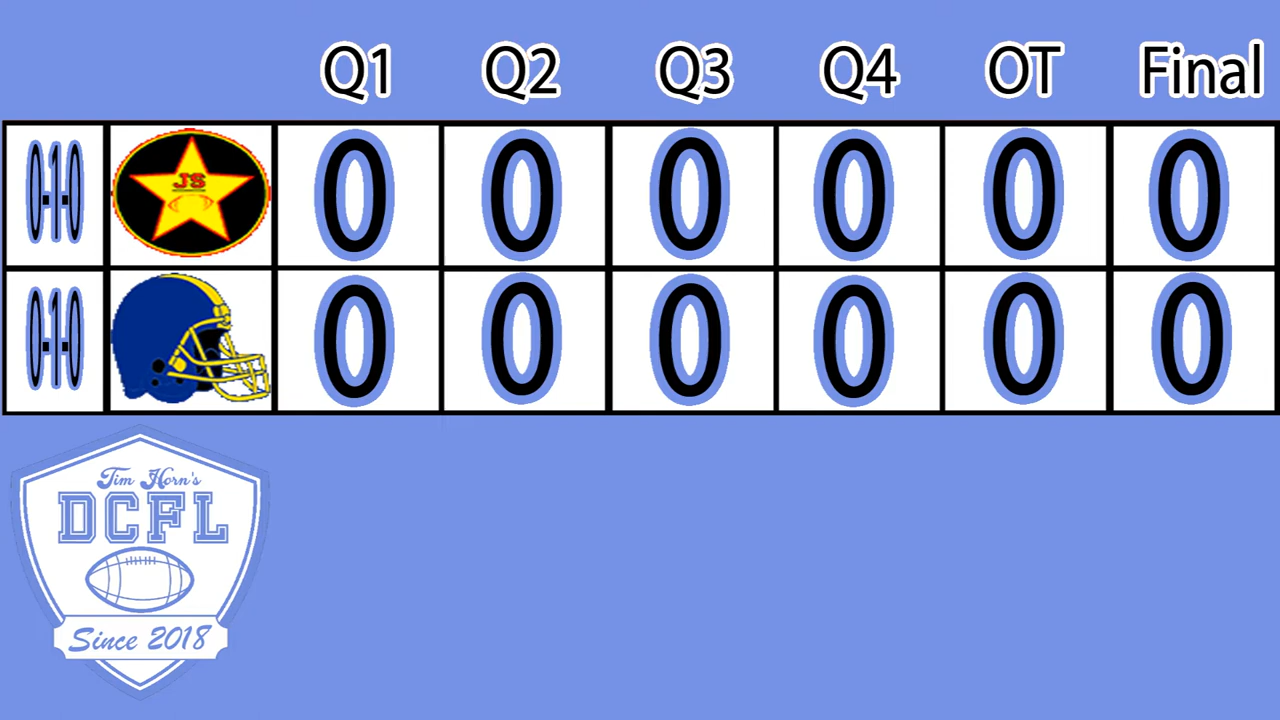 Q1 Q2 Q3 Q4 OT Final
0-1-0 JS 0 0 0 0 0 0
0-1-0 0 0 0 0 0 0
Tim Horn's
DCFL
Since 2018